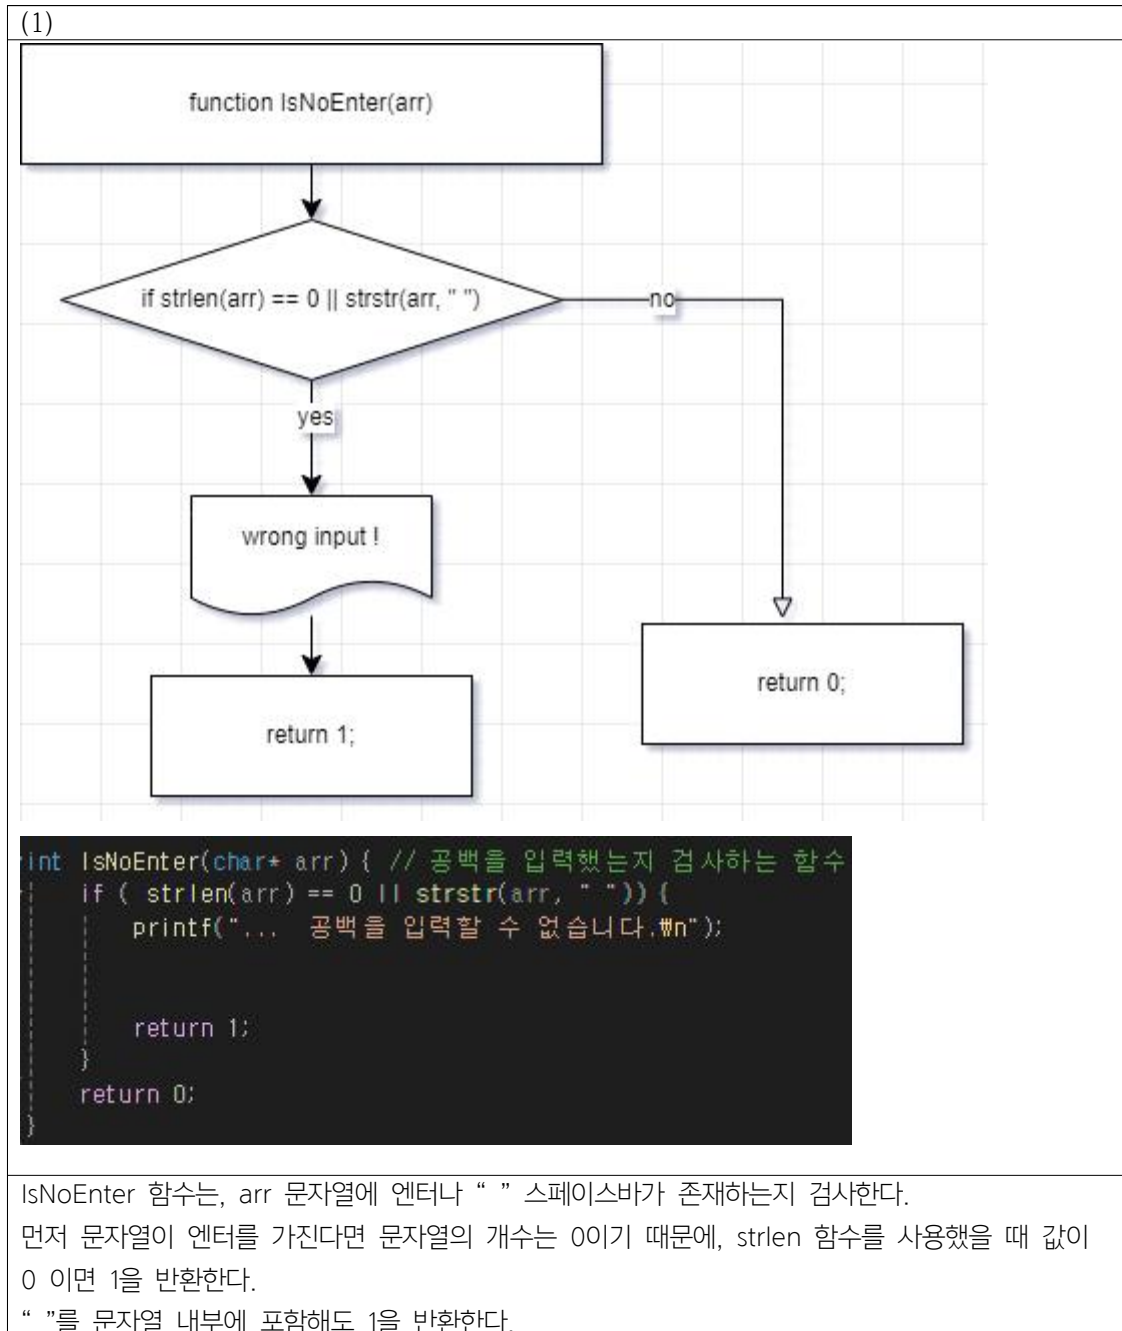 (1)
function IsNoEnter(arr)
if strlen(arr) == 0 || strstr(arr, " ")
no
yes
wrong input !
return 0;
return 1;
int IsNoEnter(char* arr) { // 공백을 입력했는지 검사하는 함수
if ( strlen(arr) == 0 || strstr(arr, " ")) {
printf("... 공백을 입력할 수 없습니다.₩n");
return 1;
}
return 0;
}
IsNoEnter 함수는, arr 문자열에 엔터나 “ ” 스페이스바가 존재하는지 검사한다.
먼저 문자열이 엔터를 가진다면 문자열의 개수는 0이기 때문에, strlen 함수를 사용했을 때 값이
0 이면 1을 반환한다.
“ ”를 문자열 내부에 포함해도 1을 반환한다.